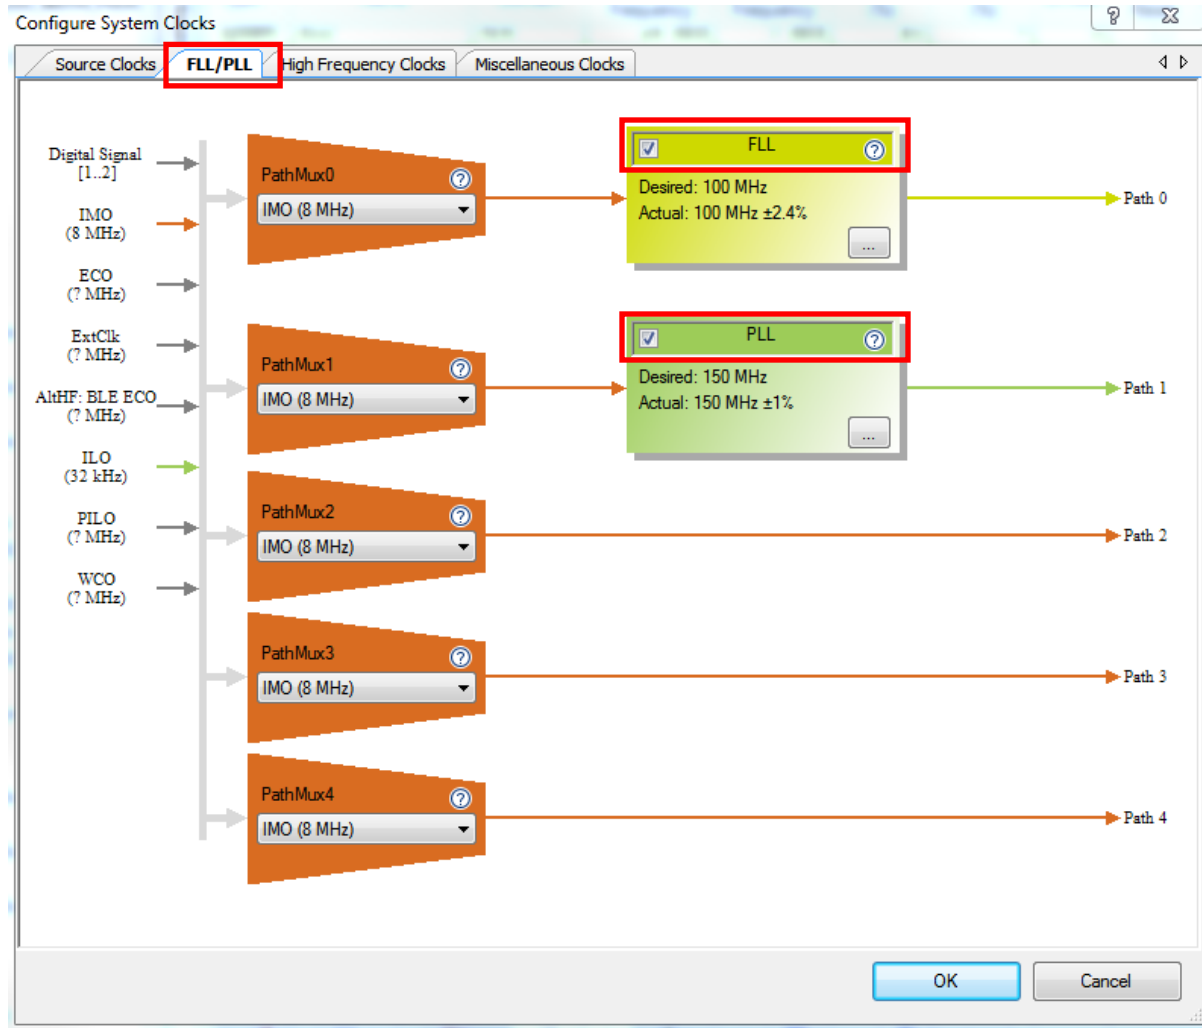 Configure System Clocks
Source Clocks
FLL/PLL
High Frequency Clocks
Miscellaneous Clocks
Digital Signal
[1..2]
IMO
(8 MHz)
ECO
(? MHz)
ExtClk
(? MHz)
AltHF: BLE ECO
(? MHz)
ILO
(32 kHz)
PILO
(? MHz)
WCO
(? MHz)
PathMux0
?
IMO (8 MHz)
FLL
?
Desired: 100 MHz
Actual: 100 MHz ±2.4%
...
Path 0
PathMux1
?
IMO (8 MHz)
PLL
?
Desired: 150 MHz
Actual: 150 MHz ±1%
...
Path 1
PathMux2
?
IMO (8 MHz)
Path 2
PathMux3
?
IMO (8 MHz)
Path 3
PathMux4
?
IMO (8 MHz)
Path 4
OK
Cancel